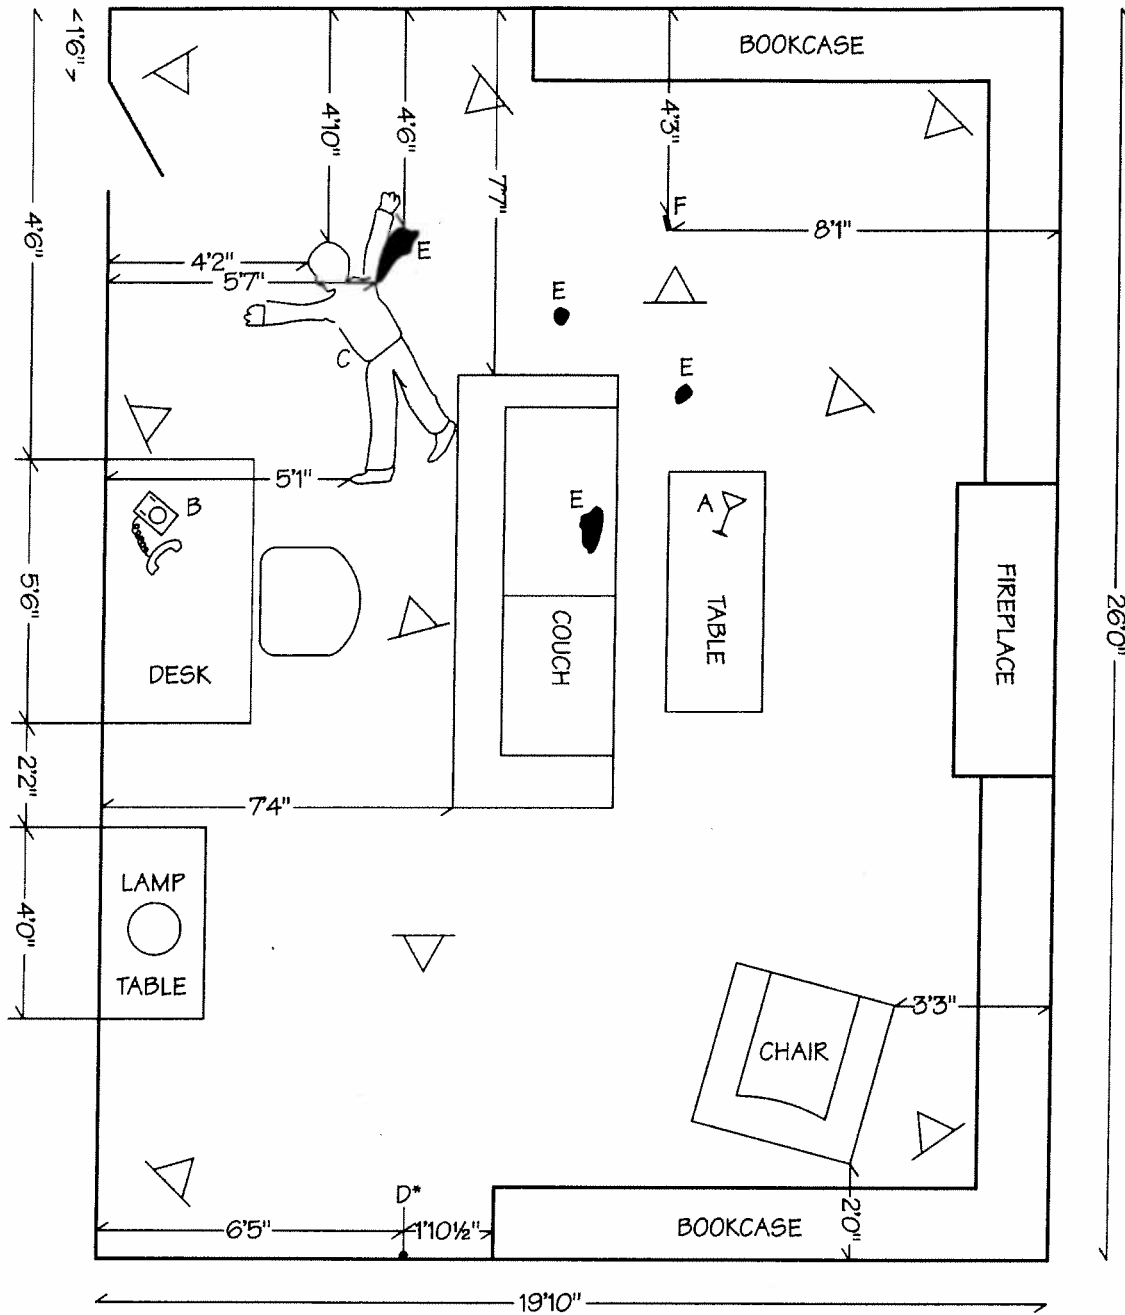 1'6"
BOOKCASE
4'10"
4'6"
7'7"
4'3"
F
8'1"
4'6"
4'2"
E
5'7"
E
C
E
5'1"
B
E
A
5'6"
COUCH
TABLE
FIREPLACE
26'0"
DESK
2'2"
7'4"
LAMP
TABLE
4'0"
3'3"
CHAIR
D*
6'5"
1'10½"
BOOKCASE
2'0"
19'10"